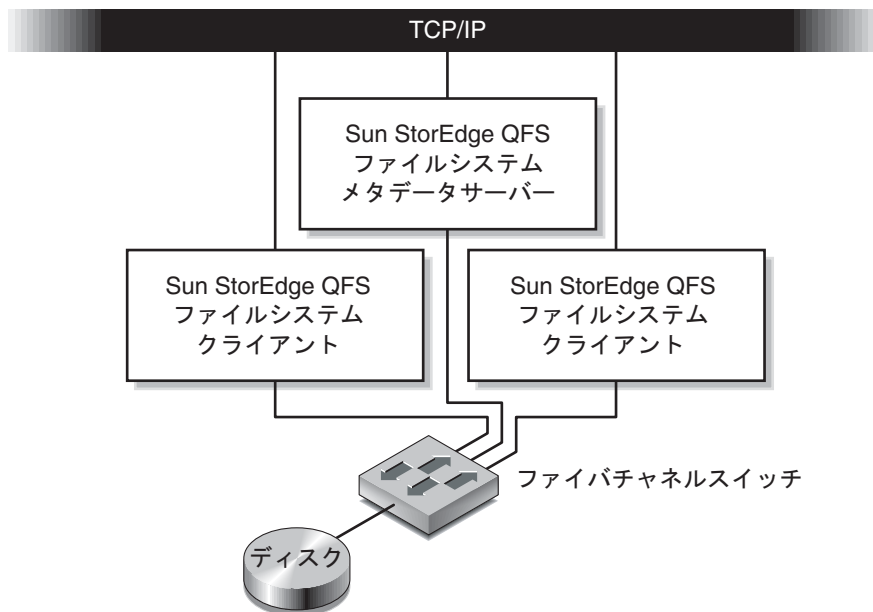 TCP/IP
Sun StorEdge QFS
ファイルシステム
メタデータサーバー
Sun StorEdge QFS
ファイルシステム
クライアント
Sun StorEdge QFS
ファイルシステム
クライアント
ファイバチャネルスイッチ
ディスク